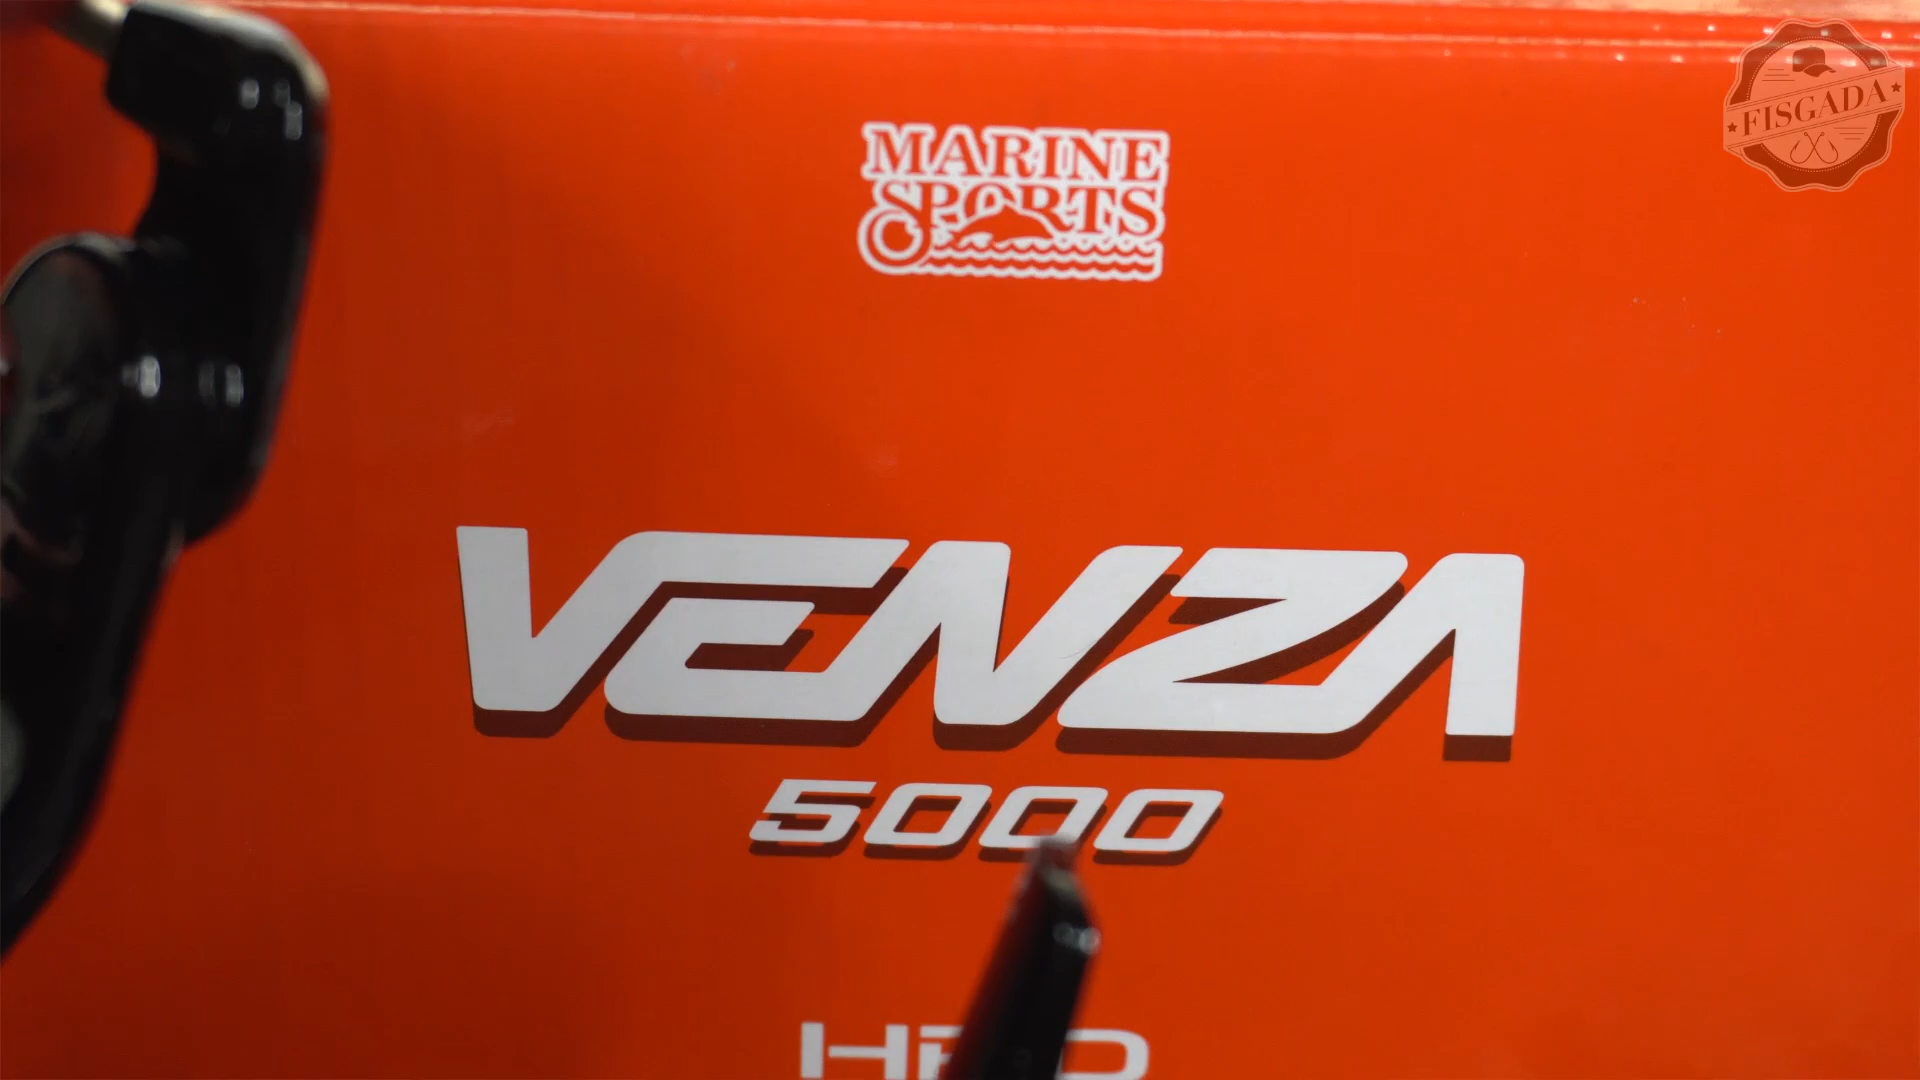 FISGADA
MARINE
SPORTS
VENZA
5000